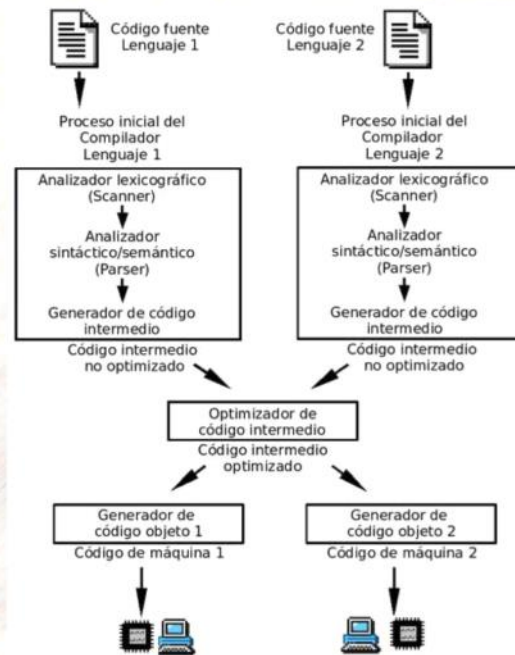 Código fuente
Lenguaje 1
Código fuente
Lenguaje 2
Proceso inicial del
Compilador
Lenguaje 1
Proceso inicial del
Compilador
Lenguaje 2
Analizador lexicográfico
(Scanner)
Analizador
sintáctico/semántico
(Parser)
Generador de código
intermedio
Analizador lexicográfico
(Scanner)
Analizador
sintáctico/semántico
(Parser)
Generador de código
intermedio
Código intermedio
no optimizado
Código intermedio
no optimizado
Optimizador de
código intermedio
Código intermedio
optimizado
Generador de
código objeto 1
Generador de
código objeto 2
Código de máquina 1
Código de máquina 2